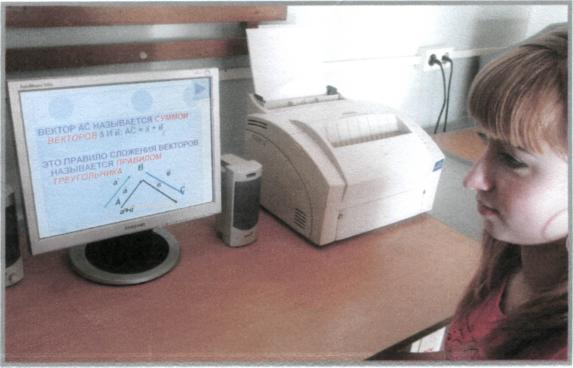 ВЕКТОР АС НАЗЫВАЕТСЯ СУММОЙ
ВЕКТОРОВ
ЭТО ПРАВИЛО СЛОЖЕНИЯ ВЕКТОРОВ
НАЗЫВАЕТСЯ ПРАВИЛОМ
ТРЕУГОЛЬНИКА
B
A
C